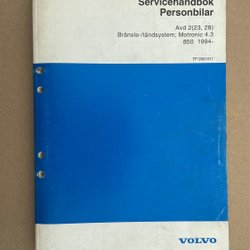 Servicehandbok
Personbilar
Avd 2(23, 28)
Bränsle-/tändsystem; Motronic 4.3
850 1994-
VOLVO